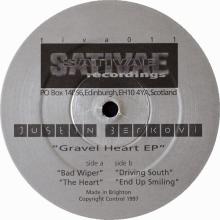 tiva011
SATIVAE
recordings
PO Box 14056, Edinburgh, EH10 4YA, Scotland
JUSTIN BERKOVI
"Gravel Heart EP"
side a
side b
"Bad Wiper"
"Driving South"
"The Heart"
"End Up Smiling"
Made in Brighton
Copyright Control 1997